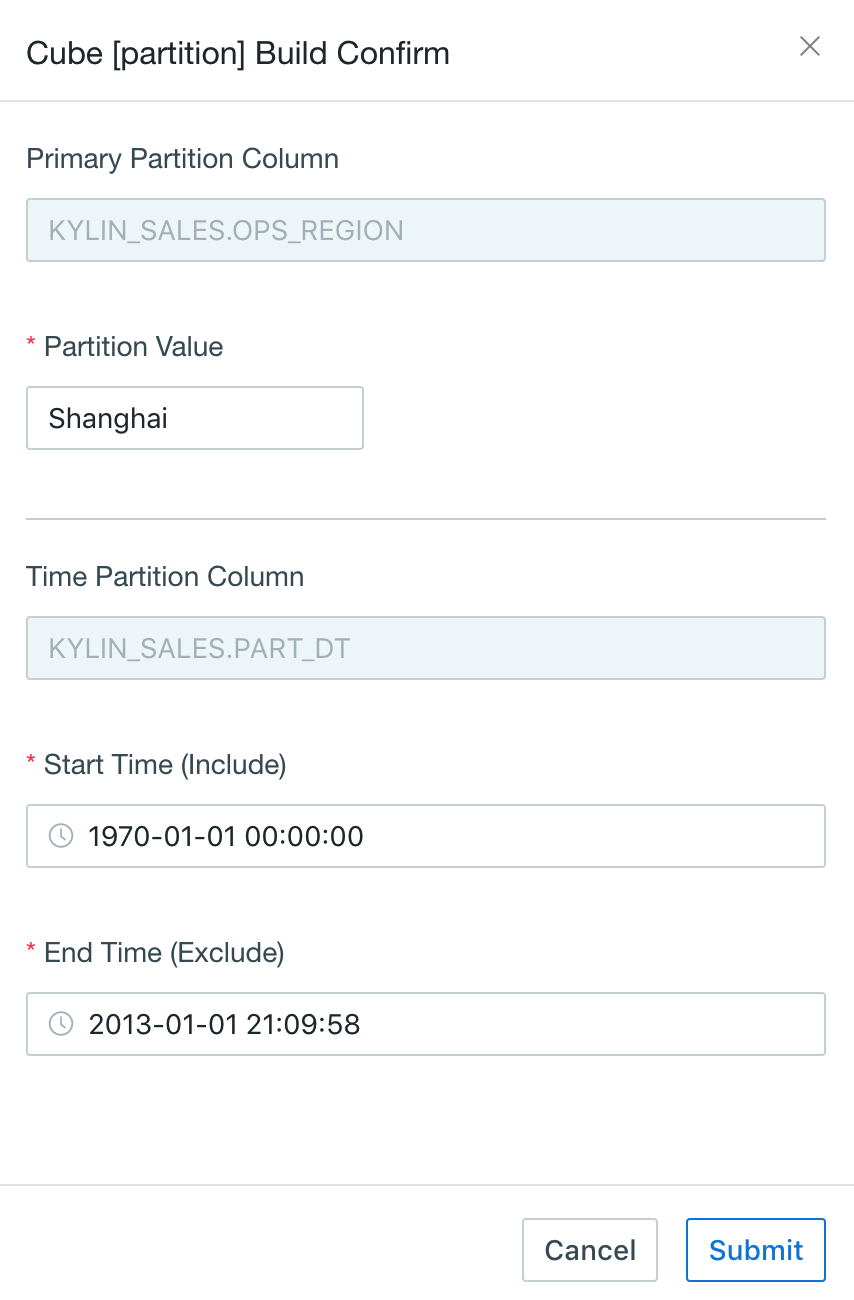 Cube [partition] Build Confirm
Primary Partition Column
KYLIN_SALES.OPS_REGION
* Partition Value
Shanghai
Time Partition Column
KYLIN_SALES.PART_DT
* Start Time (Include)
1970-01-01 00:00:00
* End Time (Exclude)
2013-01-01 21:09:58
Cancel Submit